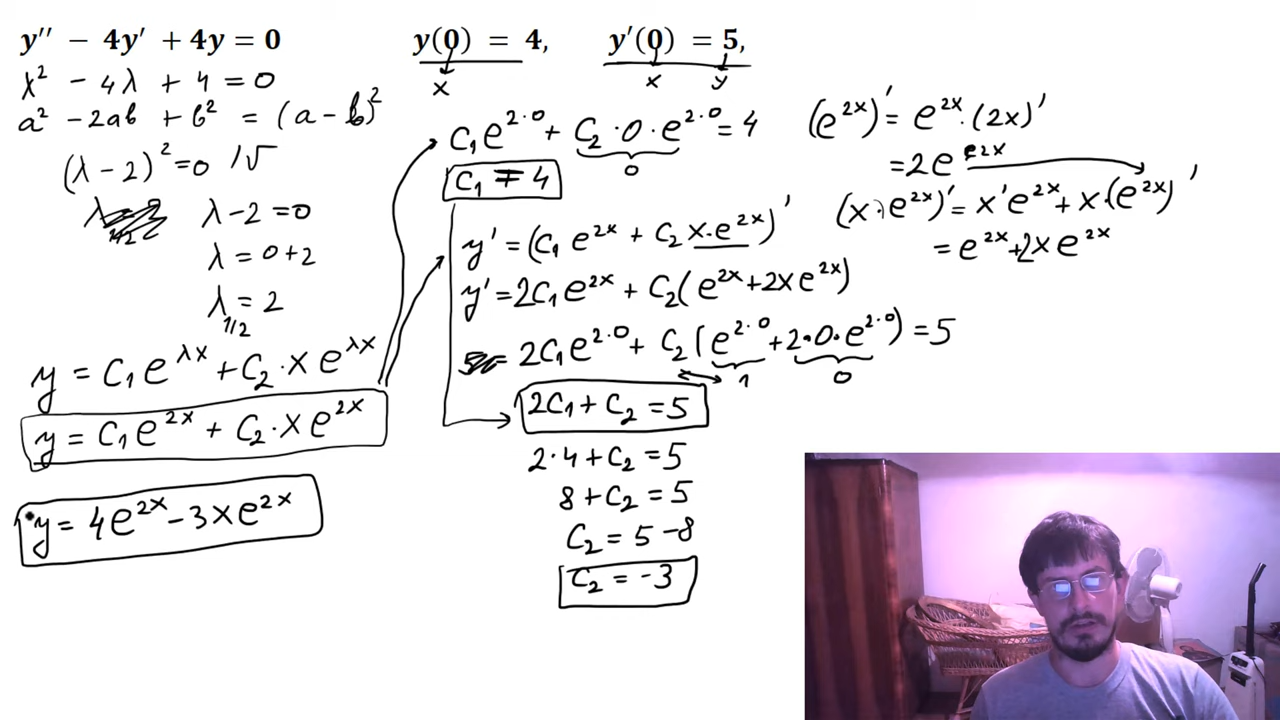 y'' − 4y' + 4y = 0
y(0) = 4,
y'(0) = 5,
x
x
y
λ² − 4λ + 4 = 0
a² − 2ab + b² = (a − b)²
(λ − 2)² = 0 /√
λ − 2 = 0
λ = 0 + 2
λ₁/₂ = 2
y = C₁e^λx + C₂·xe^λx
y = C₁e^2x + C₂·xe^2x
y = 4e^2x − 3xe^2x
C₁e^2·0 + C₂·0·e^2·0 = 4
0
C₁ = 4
y' = (C₁e^2x + C₂x·e^2x)'
y' = 2C₁e^2x + C₂(e^2x + 2xe^2x)
2C₁e^2·0 + C₂(e^2·0 + 2·0·e^2·0) = 5
1
0
2C₁ + C₂ = 5
2·4 + C₂ = 5
8 + C₂ = 5
C₂ = 5 − 8
C₂ = −3
(e^2x)' = e^2x·(2x)'
= 2e^2x
(x·e^2x)' = x'e^2x + x·(e^2x)'
= e^2x + 2xe^2x